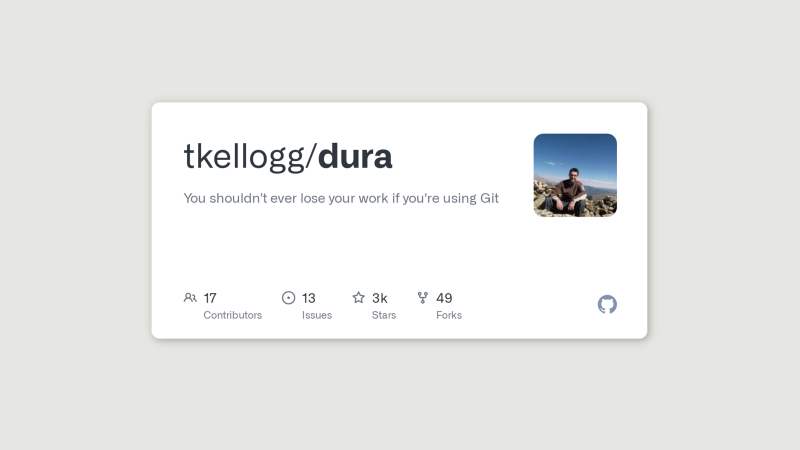 tkellogg/dura
You shouldn't ever lose your work if you're using Git
17 13 3k 49
Contributors Issues Stars Forks